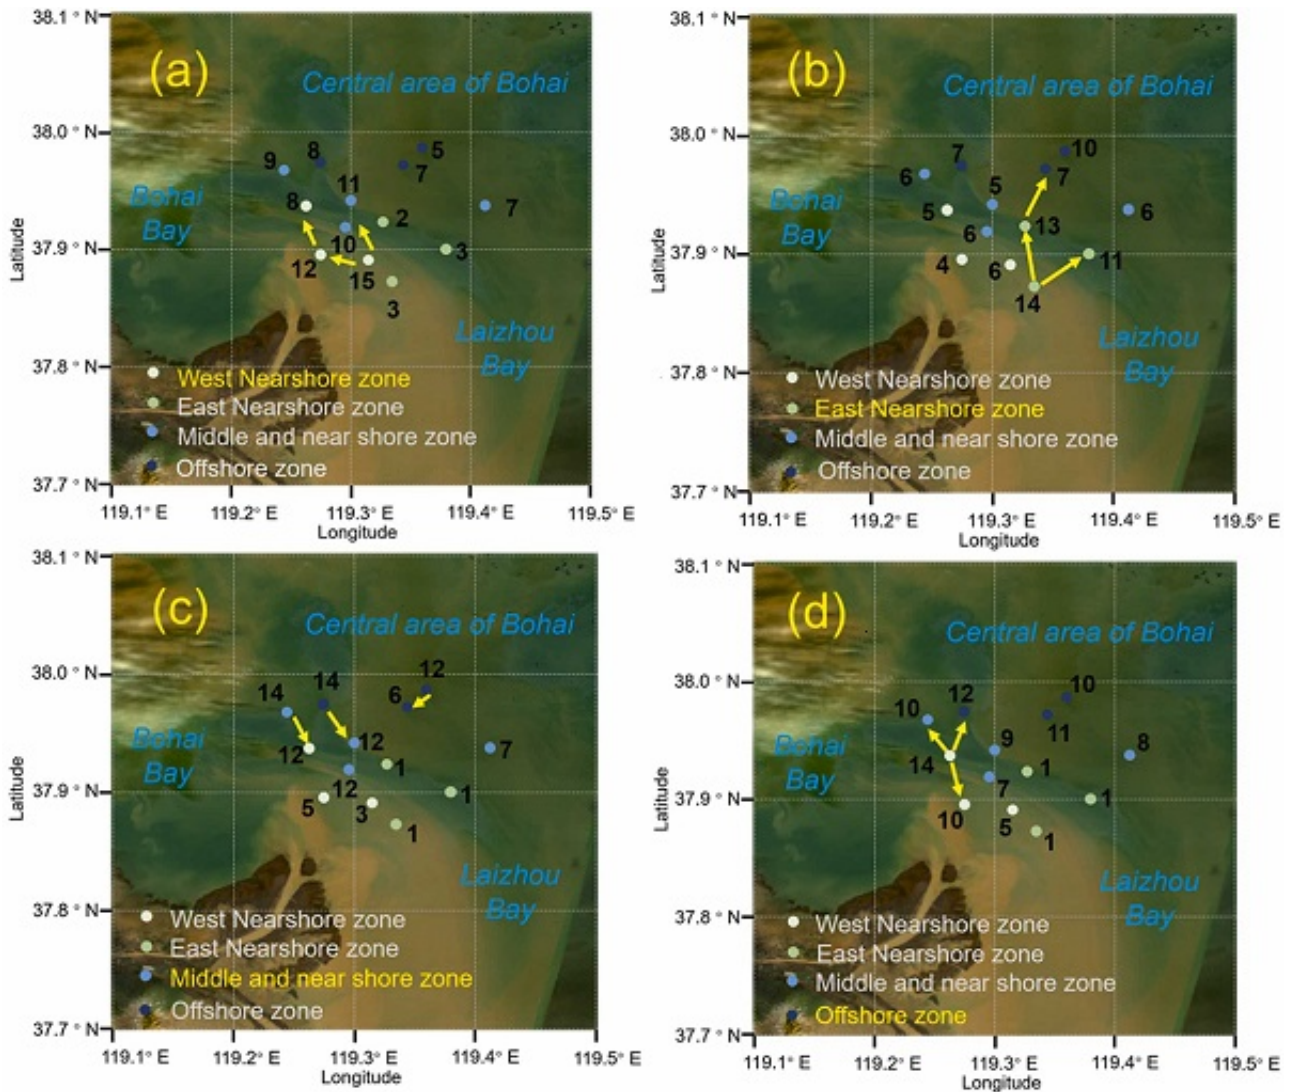 38.1 ° N
(a)
Central area of Bohai
38.0 ° N
9
8
5
7
8
11
2
7
Bohai
Bay
37.9 ° N
12
10
15
3
3
Laizhou
Bay
37.8 ° N
West Nearshore zone
East Nearshore zone
Middle and near shore zone
Offshore zone
37.7 ° N
119.1° E
119.2° E
119.3° E
119.4° E
119.5° E
Latitude
Longitude
38.1 ° N
(b)
Central area of Bohai
38.0 ° N
6
7
10
7
5
5
6
13
6
Bohai
Bay
37.9 ° N
4
6
14
11
Laizhou
Bay
37.8 ° N
West Nearshore zone
East Nearshore zone
Middle and near shore zone
Offshore zone
37.7 ° N
119.1° E
119.2° E
119.3° E
119.4° E
119.5° E
Latitude
Longitude
38.1 ° N
(c)
Central area of Bohai
38.0 ° N
14
14
12
6
12
12
1
7
Bohai
Bay
37.9 ° N
5
12
3
1
1
Laizhou
Bay
37.8 ° N
West Nearshore zone
East Nearshore zone
Middle and near shore zone
Offshore zone
37.7 ° N
119.1° E
119.2° E
119.3° E
119.4° E
119.5° E
Latitude
Longitude
38.1 ° N
(d)
Central area of Bohai
38.0 ° N
10
12
10
11
14
9
7
1
8
Bohai
Bay
37.9 ° N
10
5
1
1
Laizhou
Bay
37.8 ° N
West Nearshore zone
East Nearshore zone
Middle and near shore zone
Offshore zone
37.7 ° N
119.1° E
119.2° E
119.3° E
119.4° E
119.5° E
Latitude
Longitude